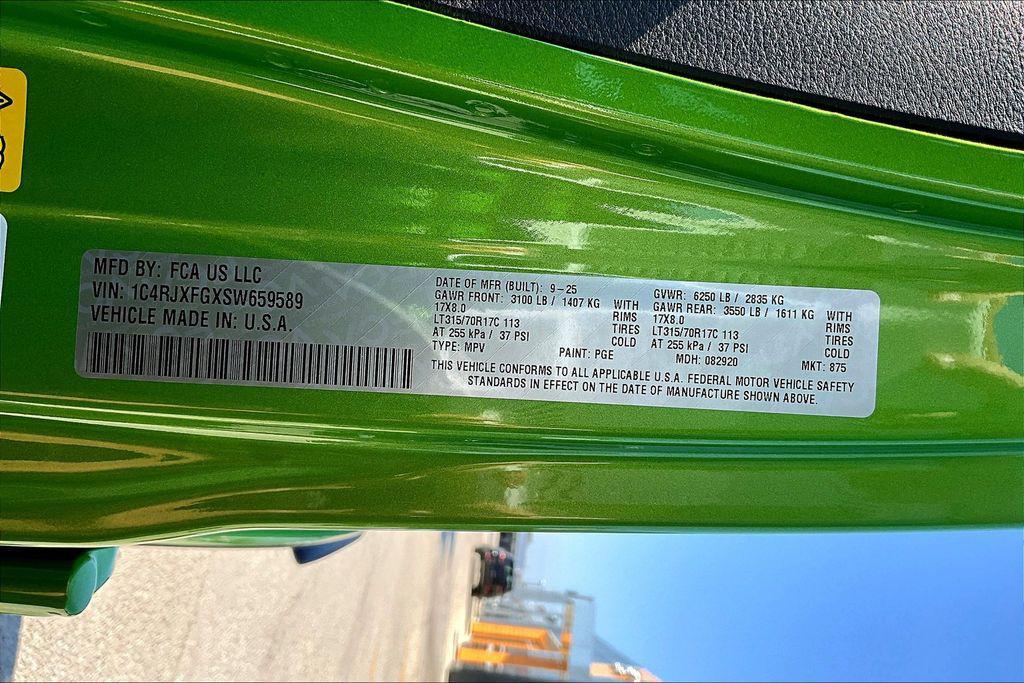 MFD BY: FCA US LLC
VIN: 1C4RJXFGXSW659589
VEHICLE MADE IN: U.S.A.
DATE OF MFR (BUILT): 9-25
GAWR FRONT: 3100 LB / 1407 KG WITH
17X8.0 RIMS
LT315/70R17C 113 TIRES
AT 255 kPa / 37 PSI COLD
GVWR: 6250 LB / 2835 KG
GAWR REAR: 3550 LB / 1611 KG WITH
17X8.0 RIMS
LT315/70R17C 113 TIRES
AT 255 kPa / 37 PSI COLD
TYPE: MPV PAINT: PGE MDH: 082920 MKT: 875
THIS VEHICLE CONFORMS TO ALL APPLICABLE U.S.A. FEDERAL MOTOR VEHICLE SAFETY
STANDARDS IN EFFECT ON THE DATE OF MANUFACTURE SHOWN ABOVE.